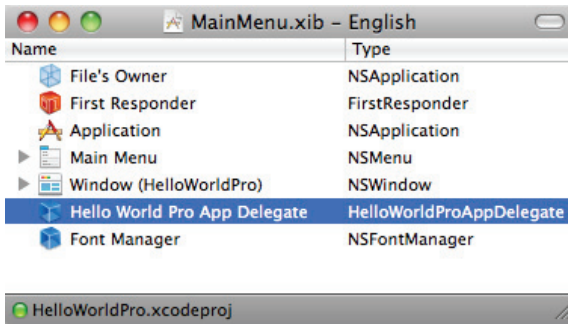 MainMenu.xib – English
Name Type
File's Owner NSApplication
First Responder FirstResponder
Application NSApplication
Main Menu NSMenu
Window (HelloWorldPro) NSWindow
Hello World Pro App Delegate HelloWorldProAppDelegate
Font Manager NSFontManager
HelloWorldPro.xcodeproj